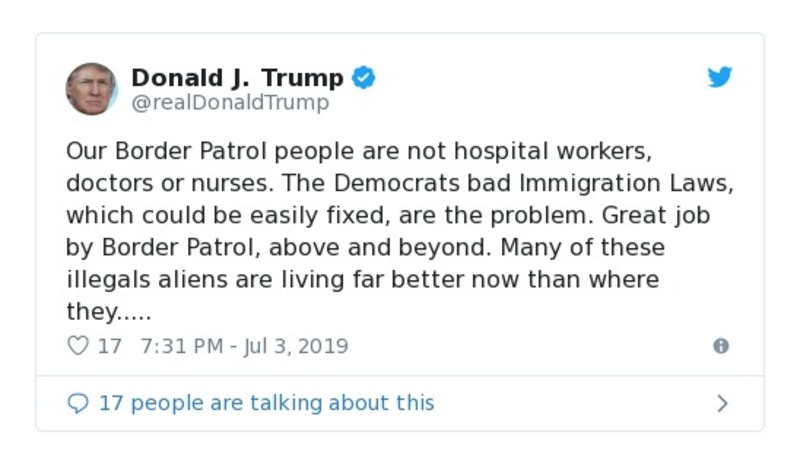 Donald J. Trump
@realDonaldTrump
Our Border Patrol people are not hospital workers,
doctors or nurses. The Democrats bad Immigration Laws,
which could be easily fixed, are the problem. Great job
by Border Patrol, above and beyond. Many of these
illegals aliens are living far better now than where
they.....
17 7:31 PM - Jul 3, 2019
17 people are talking about this